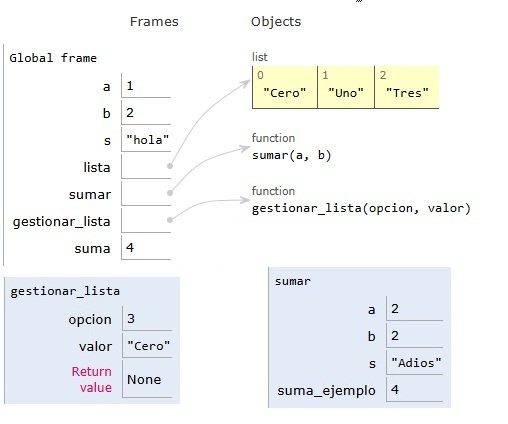 Frames Objects
Global frame
a 1
b 2
s "hola"
lista
sumar
gestionar_lista
suma 4
list
0 1 2
"Cero" "Uno" "Tres"
function
sumar(a, b)
function
gestionar_lista(opcion, valor)
gestionar_lista
opcion 3
valor "Cero"
Return
value None
sumar
a 2
b 2
s "Adios"
suma_ejemplo 4